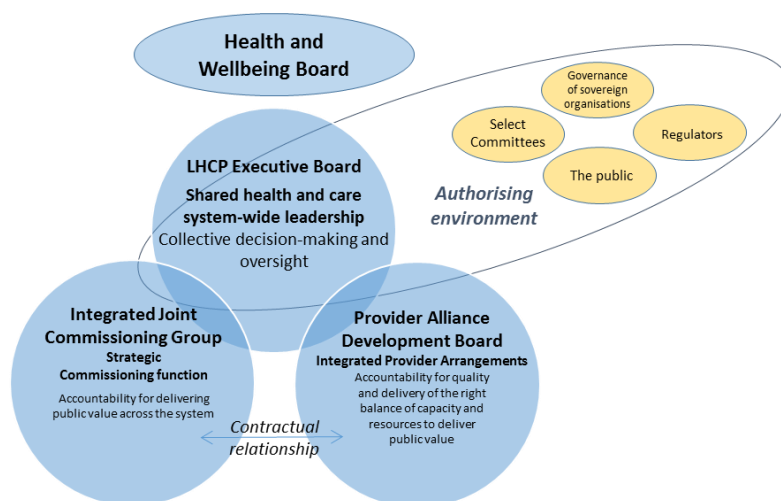 Health and
Wellbeing Board
Governance
of sovereign
organisations
Select
Committees
Regulators
The public
Authorising
environment
LHCP Executive Board
Shared health and care
system-wide leadership
Collective decision-making and
oversight
Integrated Joint
Commissioning Group
Strategic
Commissioning function
Accountability for delivering
public value across the system
Provider Alliance
Development Board
Integrated Provider Arrangements
Accountability for quality
and delivery of the right
balance of capacity and
resources to deliver
public value
Contractual
relationship